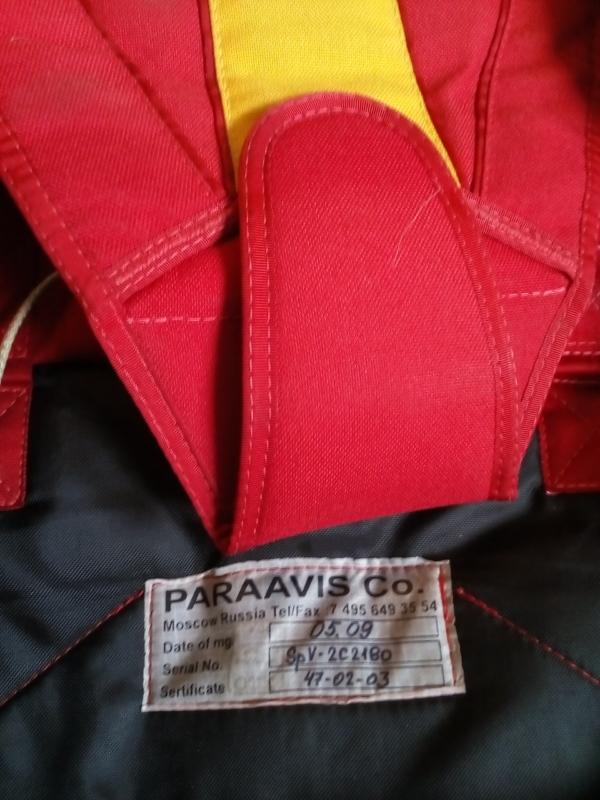 PARAAVIS Co.
Moscow Russia Tel/Fax 7 495 649 35 54
Date of mg. 05.09
Serial No. SpV-2C2180
Sertificate 47-02-03